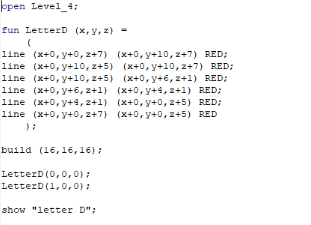 open Level_4;
fun LetterD (x,y,z) =
(
line (x+0,y+0,z+7) (x+0,y+10,z+7) RED;
line (x+0,y+10,z+5) (x+0,y+10,z+7) RED;
line (x+0,y+10,z+5) (x+0,y+6,z+1) RED;
line (x+0,y+6,z+1) (x+0,y+4,z+1) RED;
line (x+0,y+4,z+1) (x+0,y+0,z+5) RED;
line (x+0,y+0,z+7) (x+0,y+0,z+5) RED
);
build (16,16,16);
LetterD(0,0,0);
LetterD(1,0,0);
show "letter D";